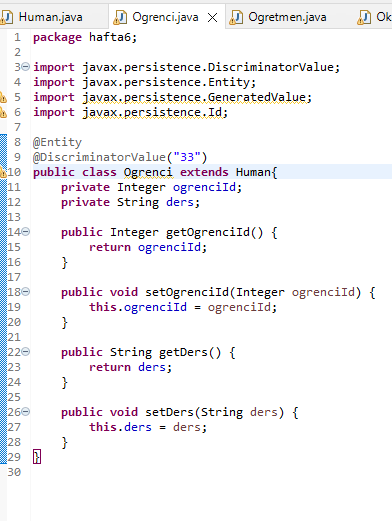 Human.java Ogrenci.java Ogretmen.java Ok
1 package hafta6;
2
3 import javax.persistence.DiscriminatorValue;
4 import javax.persistence.Entity;
5 import javax.persistence.GeneratedValue;
6 import javax.persistence.Id;
7
8 @Entity
9 @DiscriminatorValue("33")
10 public class Ogrenci extends Human{
11     private Integer ogrenciId;
12     private String ders;
13
14     public Integer getOgrenciId() {
15         return ogrenciId;
16     }
17
18     public void setOgrenciId(Integer ogrenciId) {
19         this.ogrenciId = ogrenciId;
20     }
21
22     public String getDers() {
23         return ders;
24     }
25
26     public void setDers(String ders) {
27         this.ders = ders;
28     }
29 }
30